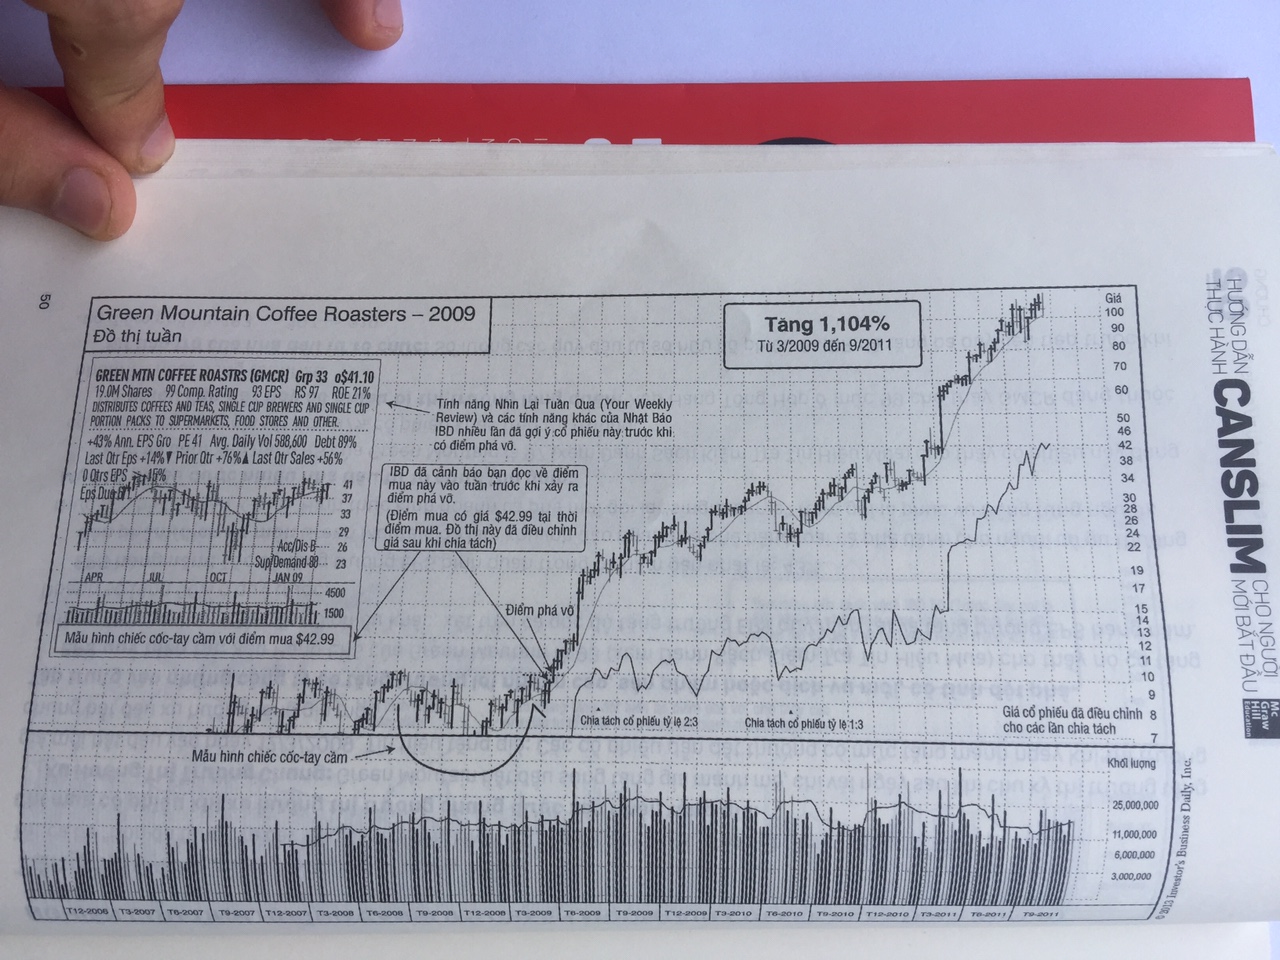 50
HƯỚNG DẪN
THỰC HÀNH
CANSLIM
CHO NGƯỜI
MỚI BẮT ĐẦU
Mc
Graw
Hill
Education
Green Mountain Coffee Roasters – 2009
Đồ thị tuần
GREEN MTN COFFEE ROASTRS (GMCR) Grp 33 o$41.10
19.0M Shares 99 Comp. Rating 93 EPS RS 97 ROE 21%
DISTRIBUTES COFFEES AND TEAS, SINGLE CUP BREWERS AND SINGLE CUP
PORTION PACKS TO SUPERMARKETS, FOOD STORES AND OTHER.
+43% Ann. EPS Gro PE 41 Avg. Daily Vol 588,600 Debt 89%
Last Qtr Eps +14%▼ Prior Qtr +76%▲ Last Qtr Sales +56%
0 Qtrs EPS > 15%
Eps Due
41
37
33
29
26
23
Acc/Dis B-
Sup/Demand 88
APR JUL OCT JAN 09
4500
1500
Mẫu hình chiếc cốc-tay cầm với điểm mua $42.99
Tính năng Nhìn Lại Tuần Qua (Your Weekly
Review) và các tính năng khác của Nhật Báo
IBD nhiều lần đã gợi ý cổ phiếu này trước khi
có điểm phá vỡ.
IBD đã cảnh báo bạn đọc về điểm
mua này vào tuần trước khi xảy ra
điểm phá vỡ.
(Điểm mua có giá $42.99 tại thời
điểm mua. Đồ thị này đã điều chỉnh
giá sau khi chia tách)
Tăng 1,104%
Từ 3/2009 đến 9/2011
Điểm phá vỡ
Mẫu hình chiếc cốc-tay cầm
Chia tách cổ phiếu tỷ lệ 2:3
Chia tách cổ phiếu tỷ lệ 1:3
Giá cổ phiếu đã điều chỉnh
cho các lần chia tách
Giá
100
90
80
70
60
50
46
42
38
34
30
28
26
24
22
19
17
15
14
13
12
11
10
9
8
7
Khối lượng
25,000,000
11,000,000
6,000,000
3,000,000
T12-2006 T3-2007 T6-2007 T9-2007 T12-2007 T3-2008 T6-2008 T9-2008 T12-2008 T3-2009 T6-2009 T9-2009 T12-2009 T3-2010 T6-2010 T9-2010 T12-2010 T3-2011 T6-2011 T9-2011
© 2013 Investor's Business Daily, Inc.